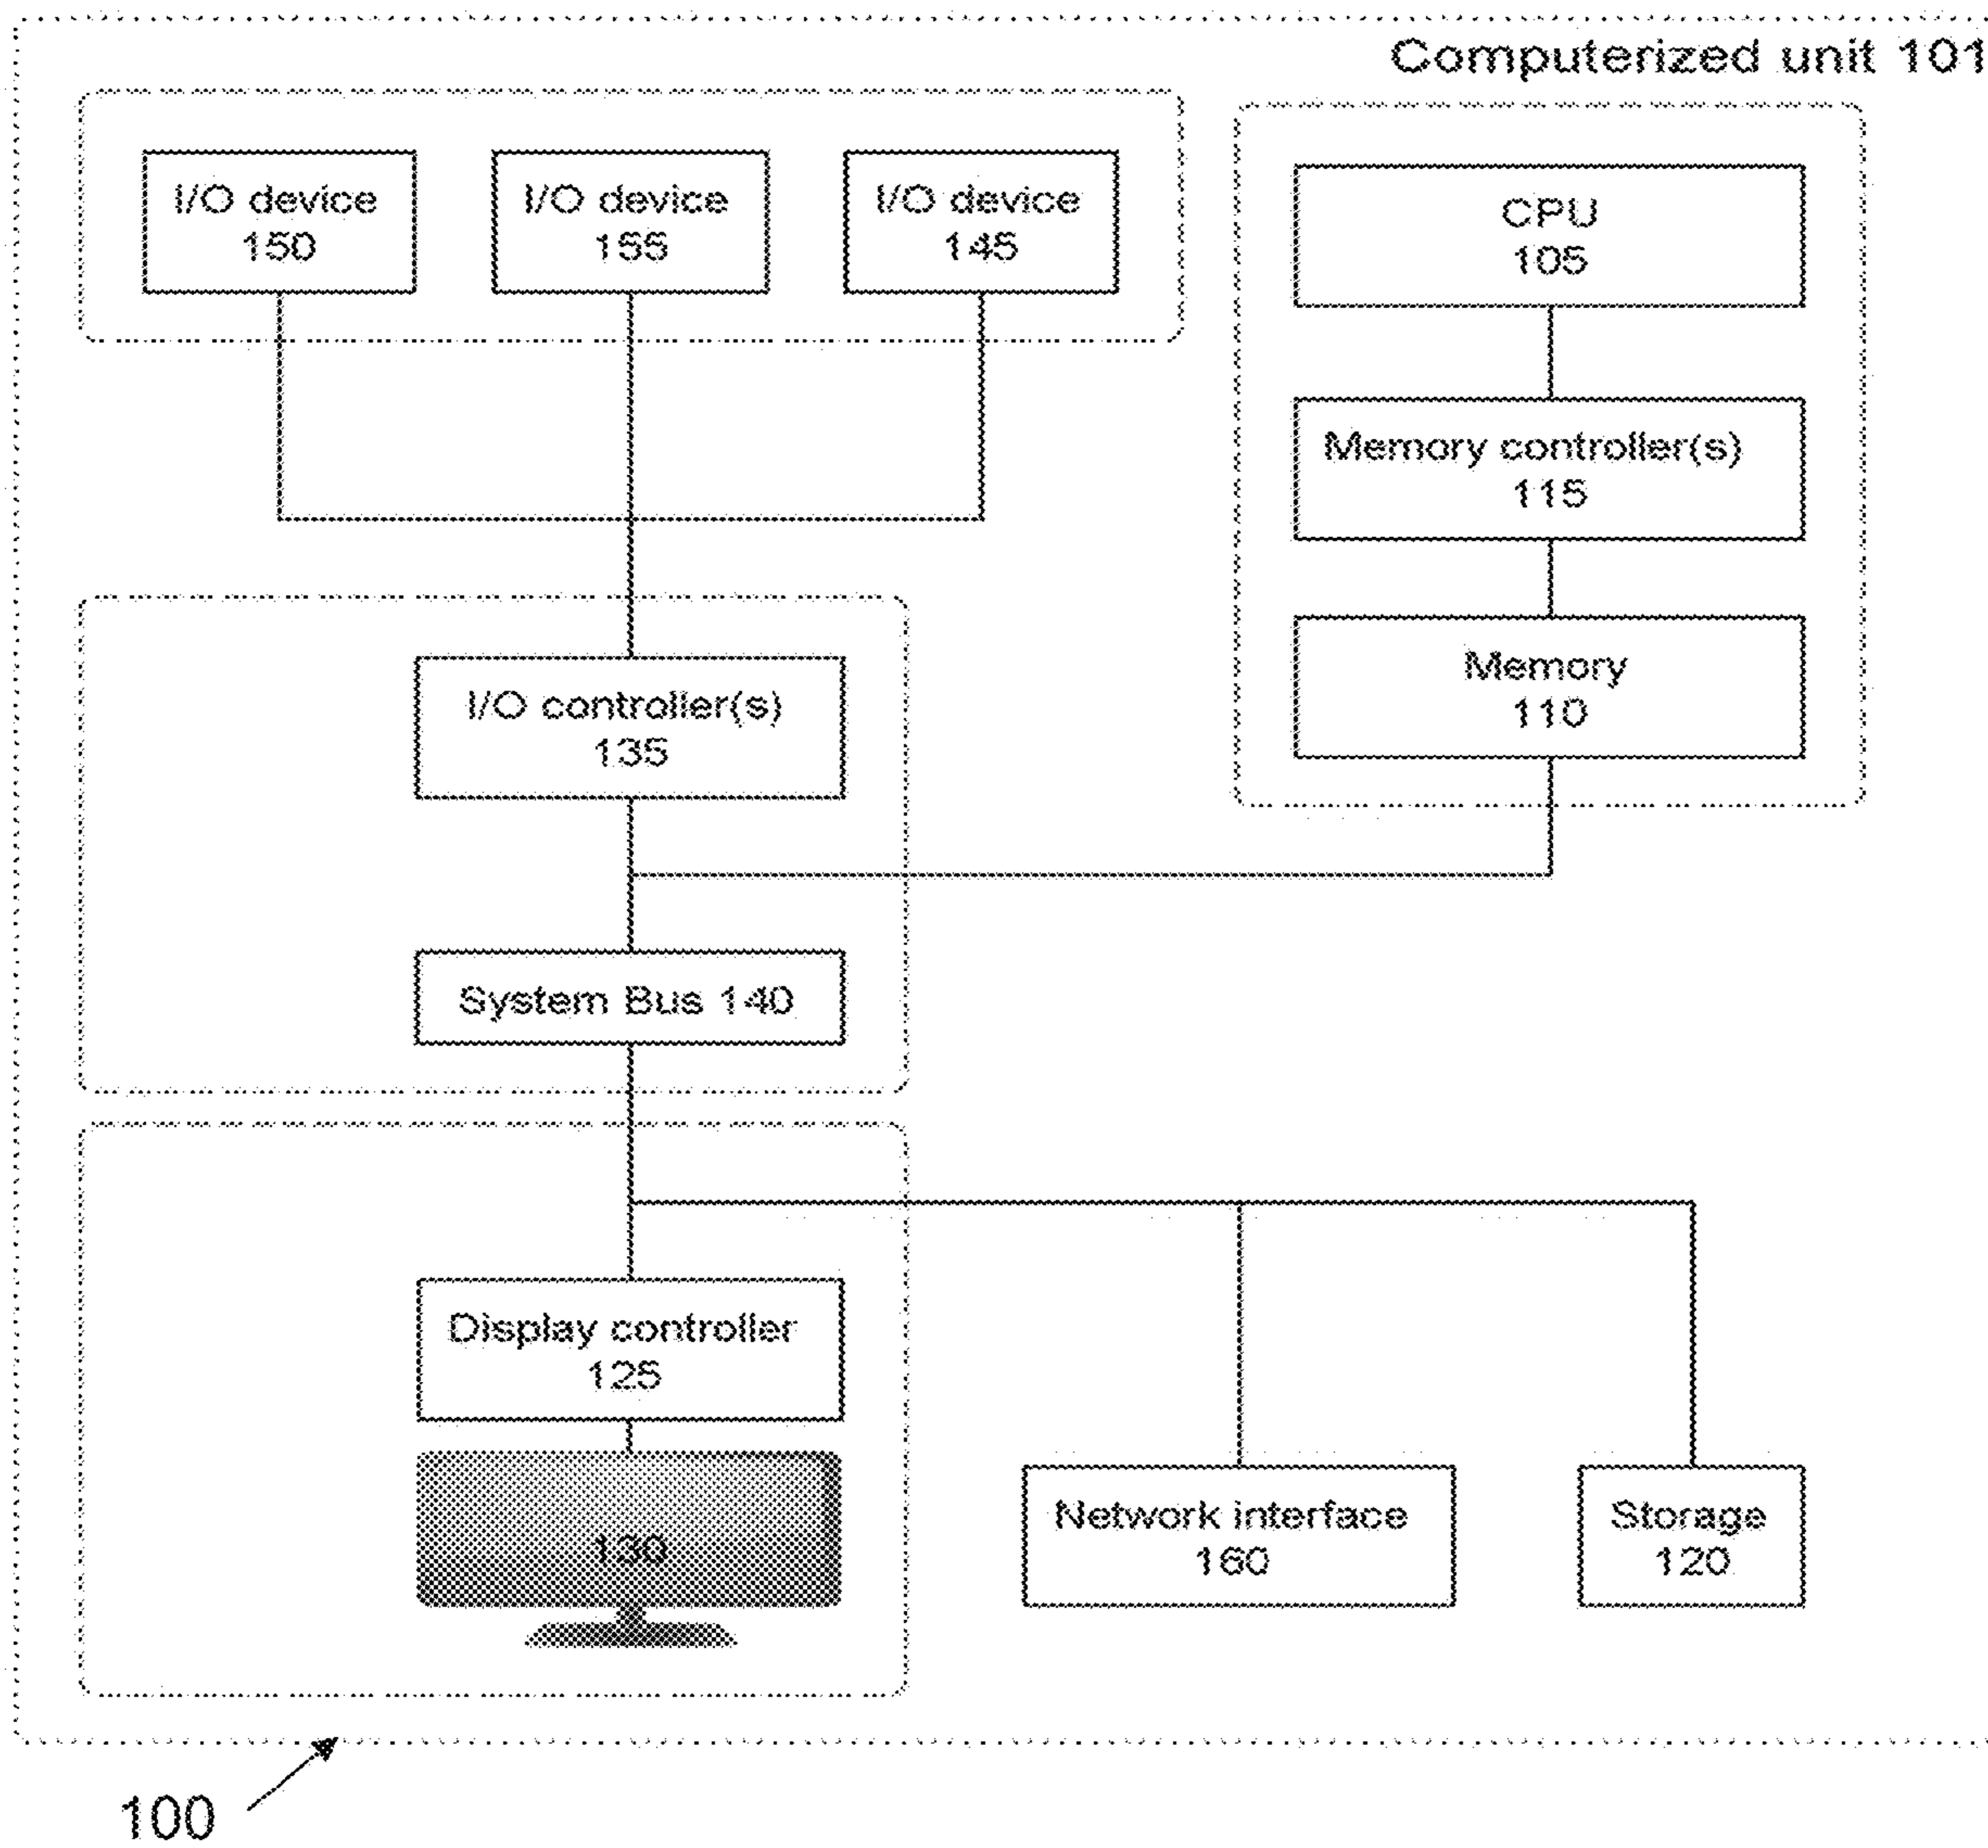 Computerized unit 101
I/O device
150
I/O device
155
I/O device
145
CPU
105
Memory controller(s)
115
Memory
110
I/O controller(s)
135
System Bus 140
Display controller
125
130
Network interface
160
Storage
120
100